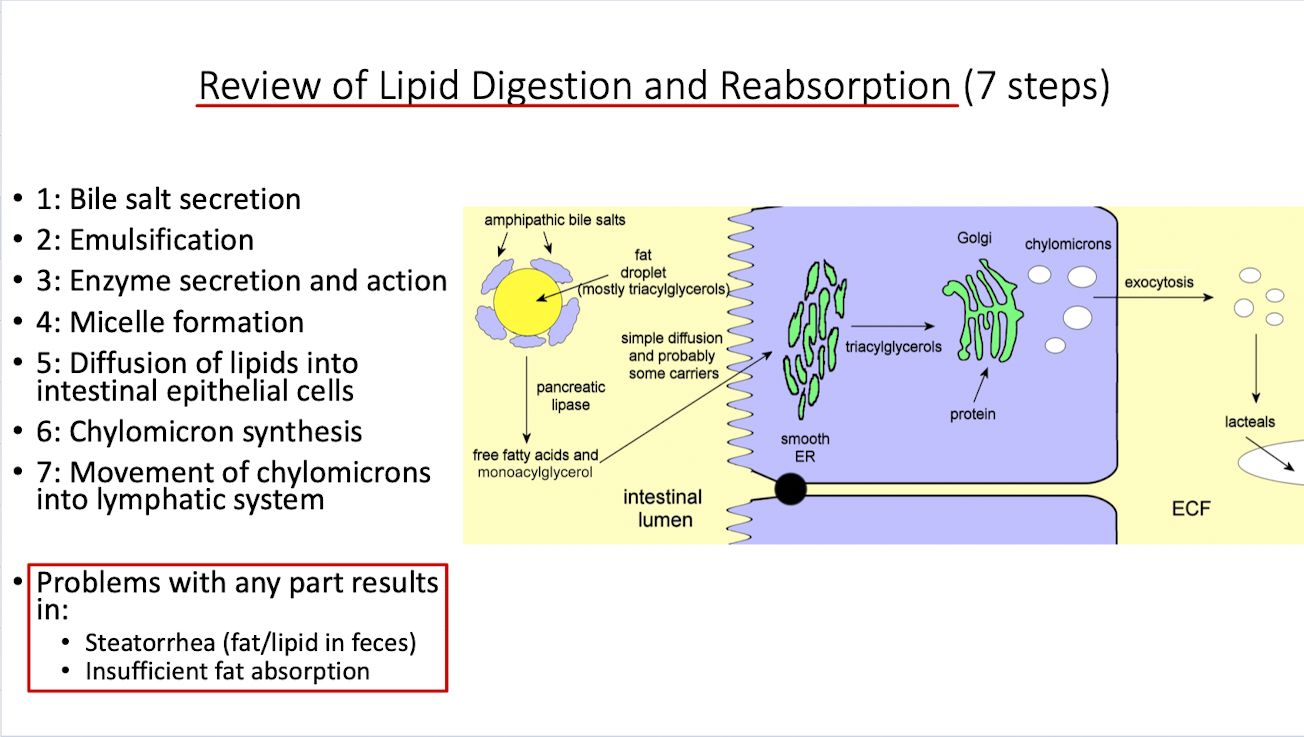 Review of Lipid Digestion and Reabsorption (7 steps)
• 1: Bile salt secretion
• 2: Emulsification
• 3: Enzyme secretion and action
• 4: Micelle formation
• 5: Diffusion of lipids into
intestinal epithelial cells
• 6: Chylomicron synthesis
• 7: Movement of chylomicrons
into lymphatic system
• Problems with any part results
in:
• Steatorrhea (fat/lipid in feces)
• Insufficient fat absorption
amphipathic bile salts
fat
droplet
(mostly triacylglycerols)
simple diffusion
and probably
some carriers
pancreatic
lipase
free fatty acids and
monoacylglycerol
intestinal
lumen
smooth
ER
triacylglycerols
Golgi
protein
chylomicrons
exocytosis
lacteals
ECF